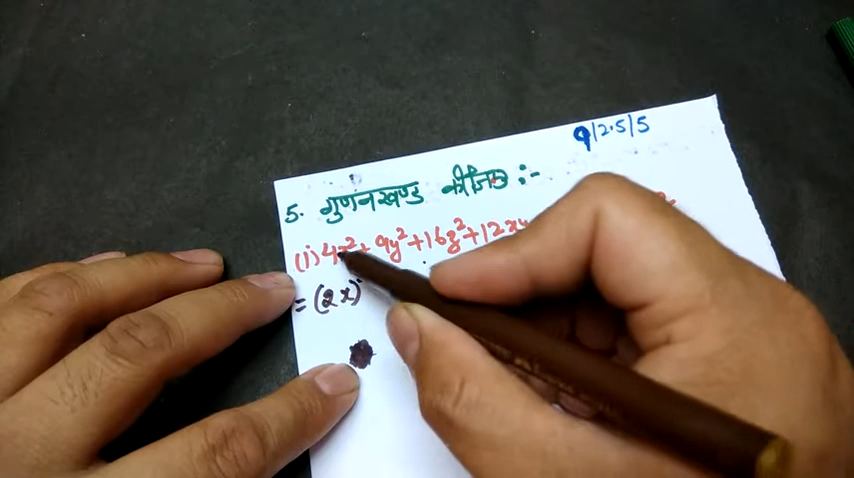 9/2.5/5
5. गुणनखण्ड कीजिए :-
(i) 4x² + 9y² + 16z² + 12xy
= (2x)²